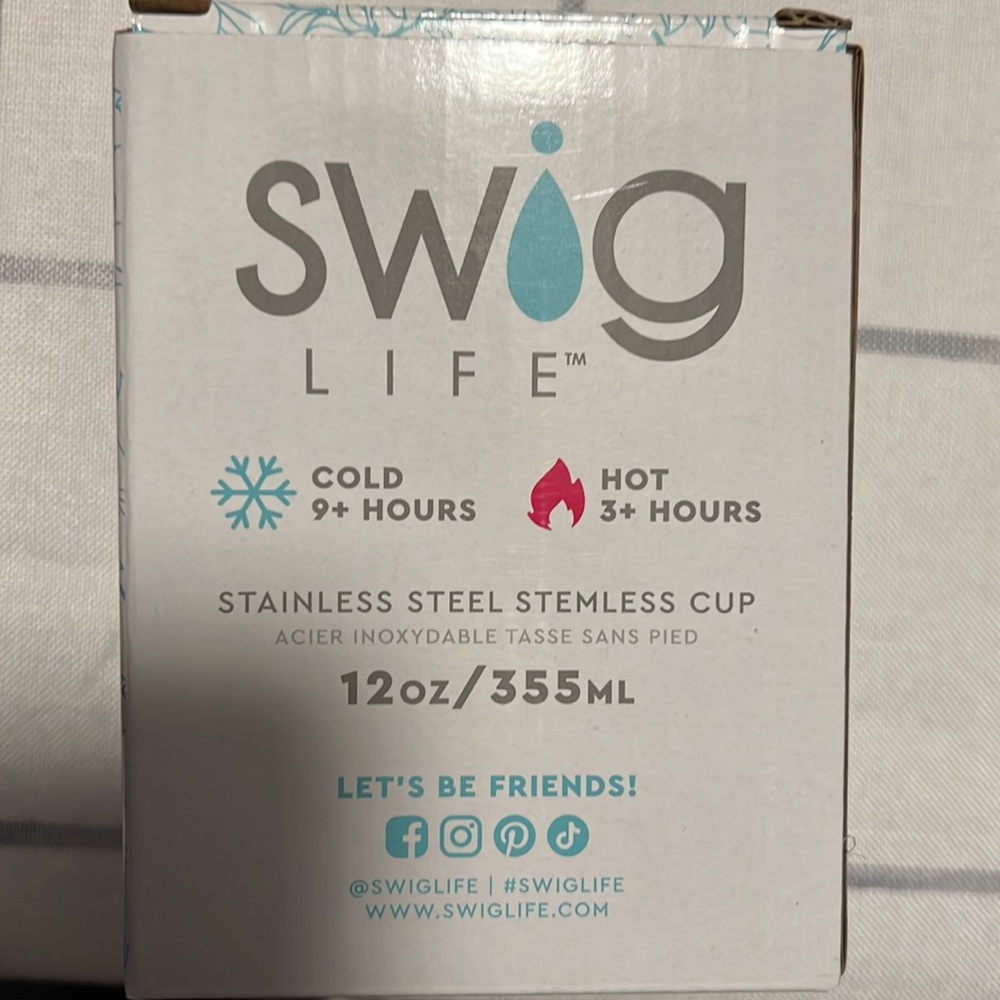 swig
LIFE™
COLD
9+ HOURS
HOT
3+ HOURS
STAINLESS STEEL STEMLESS CUP
ACIER INOXYDABLE TASSE SANS PIED
12OZ/355ML
LET'S BE FRIENDS!
@SWIGLIFE | #SWIGLIFE
WWW.SWIGLIFE.COM